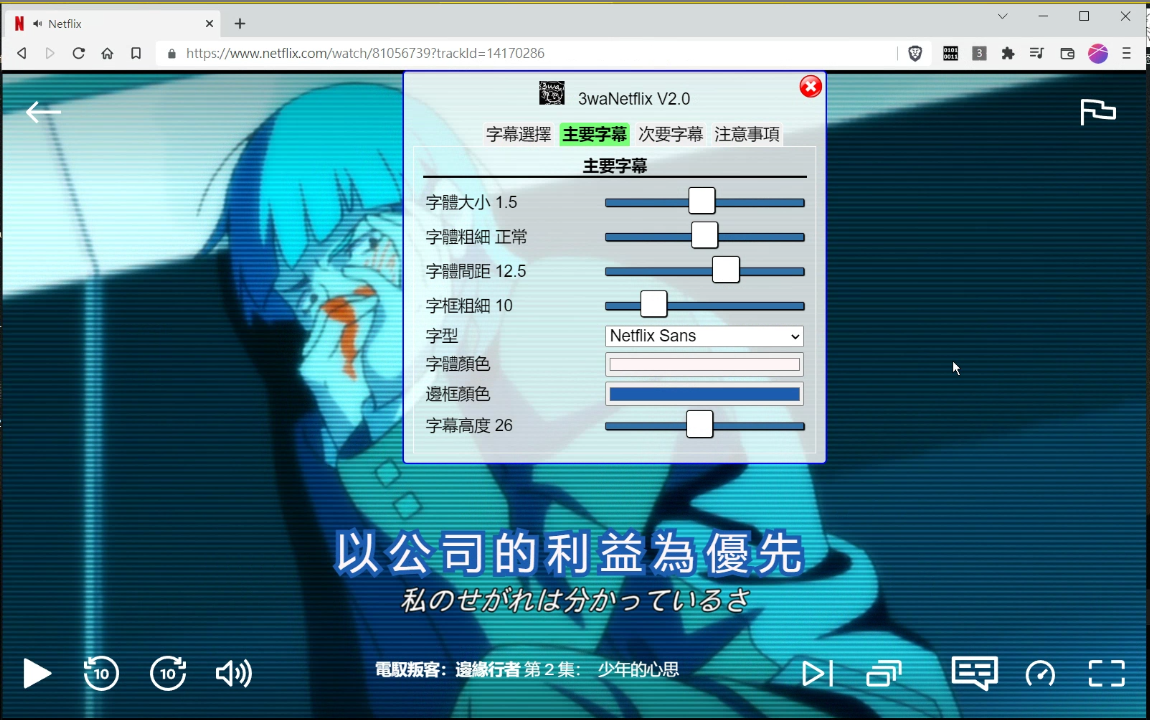 Netflix
https://www.netflix.com/watch/81056739?trackId=14170286
0101
0011
3
3wa
3waNetflix V2.0
字幕選擇 主要字幕 次要字幕 注意事項
主要字幕
字體大小 1.5
字體粗細 正常
字體間距 12.5
字框粗細 10
字型 Netflix Sans
字體顏色
邊框顏色
字幕高度 26
以公司的利益為優先
私のせがれは分かっているさ
10 10 電馭叛客：邊緣行者 第 2 集： 少年的心思